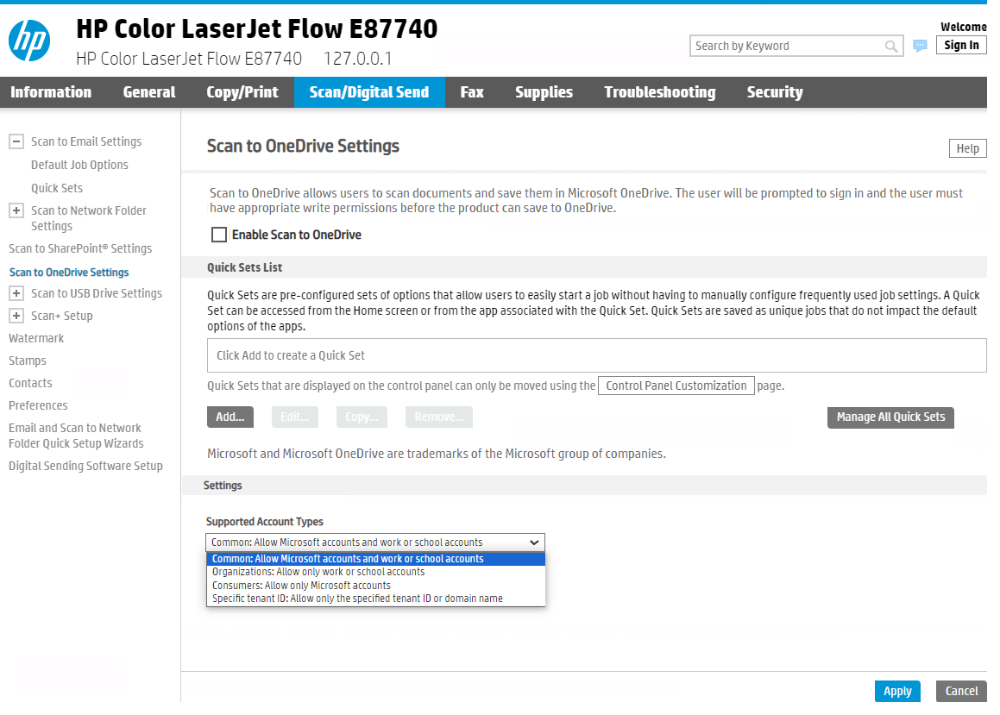 hp
HP Color LaserJet Flow E87740
HP Color LaserJet Flow E87740 127.0.0.1
Welcome
Search by Keyword
Sign In
Information General Copy/Print Scan/Digital Send Fax Supplies Troubleshooting Security
Scan to Email Settings
Default Job Options
Quick Sets
Scan to Network Folder
Settings
Scan to SharePoint® Settings
Scan to OneDrive Settings
Scan to USB Drive Settings
Scan+ Setup
Watermark
Stamps
Contacts
Preferences
Email and Scan to Network
Folder Quick Setup Wizards
Digital Sending Software Setup
Scan to OneDrive Settings
Help
Scan to OneDrive allows users to scan documents and save them in Microsoft OneDrive. The user will be prompted to sign in and the user must
have appropriate write permissions before the product can save to OneDrive.
Enable Scan to OneDrive
Quick Sets List
Quick Sets are pre-configured sets of options that allow users to easily start a job without having to manually configure frequently used job settings. A Quick
Set can be accessed from the Home screen or from the app associated with the Quick Set. Quick Sets are saved as unique jobs that do not impact the default
options of the apps.
Click Add to create a Quick Set
Quick Sets that are displayed on the control panel can only be moved using the Control Panel Customization page.
Add... Edit... Copy... Remove... Manage All Quick Sets
Microsoft and Microsoft OneDrive are trademarks of the Microsoft group of companies.
Settings
Supported Account Types
Common: Allow Microsoft accounts and work or school accounts
Common: Allow Microsoft accounts and work or school accounts
Organizations: Allow only work or school accounts
Consumers: Allow only Microsoft accounts
Specific tenant ID: Allow only the specified tenant ID or domain name
Apply Cancel